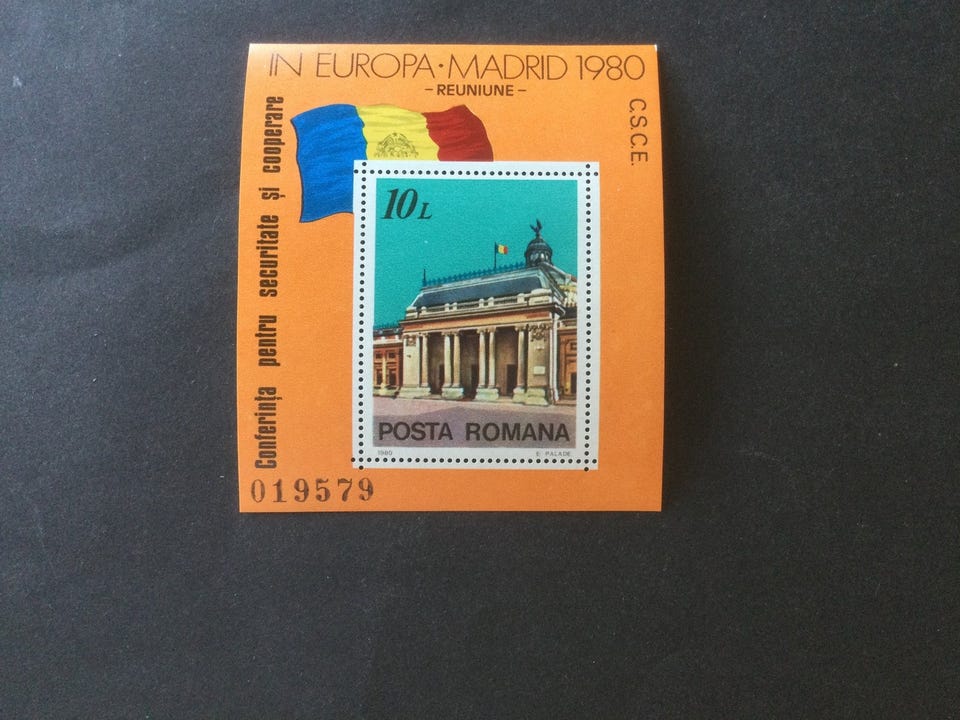 IN EUROPA · MADRID 1980
– REUNIUNE –
C.S.C.E.
Conferința pentru securitate și cooperare
10L
POSTA ROMANA
1980
E. PALADE
019579